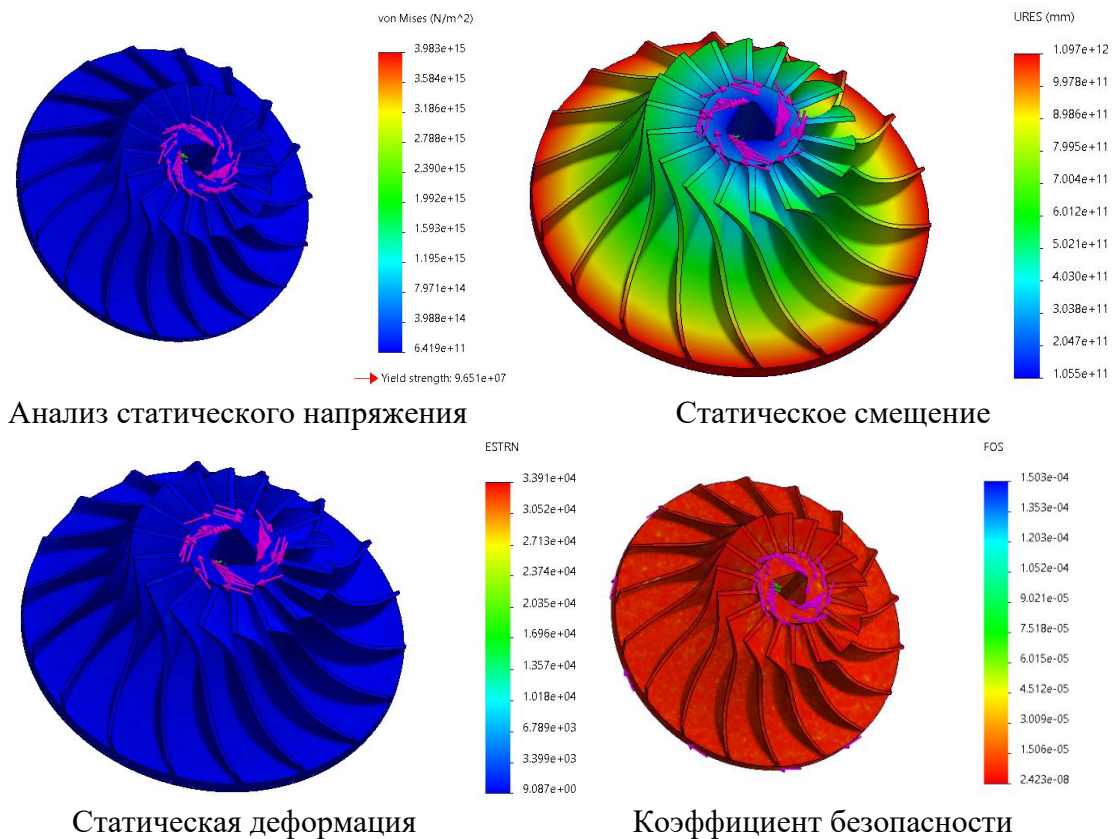 von Mises (N/m^2)
3.983e+15
3.584e+15
3.186e+15
2.788e+15
2.390e+15
1.992e+15
1.593e+15
1.195e+15
7.971e+14
3.988e+14
6.419e+11
Yield strength: 9.651e+07
Анализ статического напряжения
URES (mm)
1.097e+12
9.978e+11
8.986e+11
7.995e+11
7.004e+11
6.012e+11
5.021e+11
4.030e+11
3.038e+11
2.047e+11
1.055e+11
Статическое смещение
ESTRN
3.391e+04
3.052e+04
2.713e+04
2.374e+04
2.035e+04
1.696e+04
1.357e+04
1.018e+04
6.789e+03
3.399e+03
9.087e+00
Статическая деформация
FOS
1.503e-04
1.353e-04
1.203e-04
1.052e-04
9.021e-05
7.518e-05
6.015e-05
4.512e-05
3.009e-05
1.506e-05
2.423e-08
Коэффициент безопасности